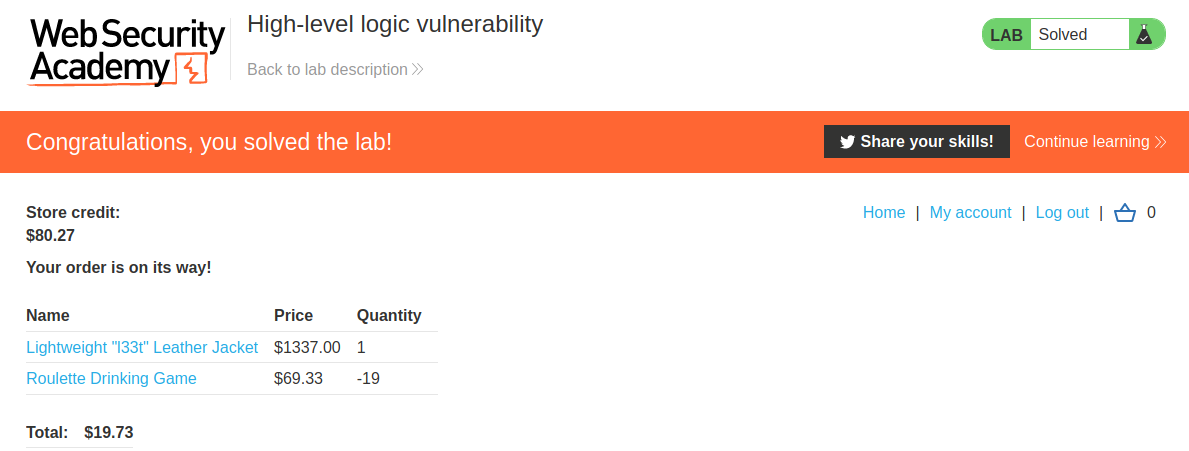 Web Security
Academy
High-level logic vulnerability
Back to lab description
LAB Solved
Congratulations, you solved the lab!
Share your skills! Continue learning
Store credit:
$80.27
Home | My account | Log out | 0
Your order is on its way!
Name Price Quantity
Lightweight "l33t" Leather Jacket $1337.00 1
Roulette Drinking Game $69.33 -19
Total: $19.73